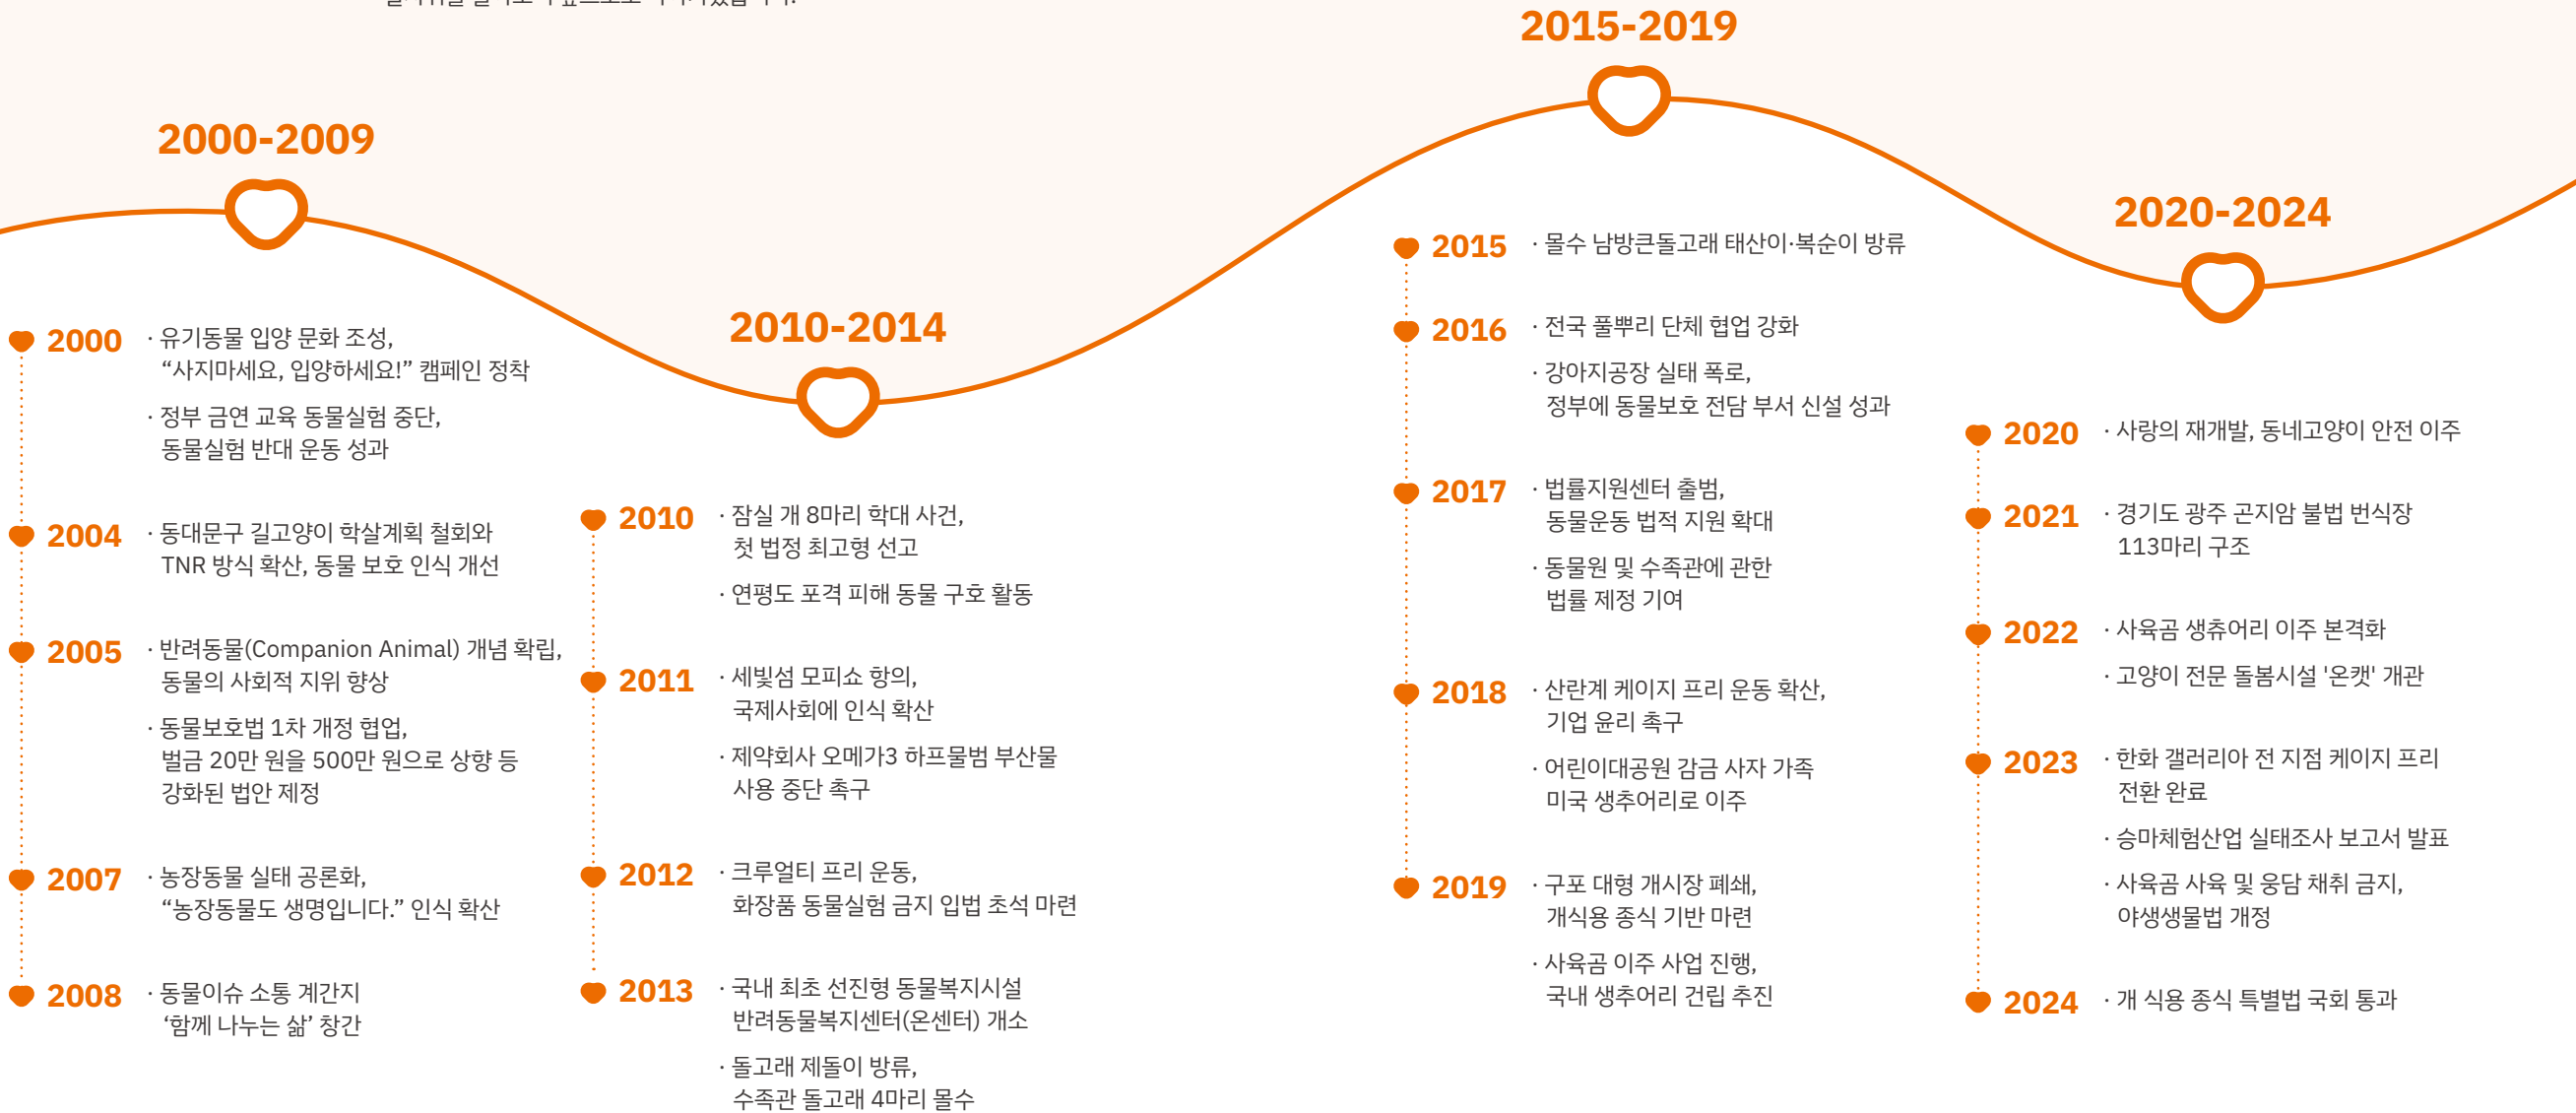 2000-2009
2000
· 유기동물 입양 문화 조성,
“사지마세요, 입양하세요!” 캠페인 정착
· 정부 금연 교육 동물실험 중단,
동물실험 반대 운동 성과
2004
· 동대문구 길고양이 학살계획 철회와
TNR 방식 확산, 동물 보호 인식 개선
2005
· 반려동물(Companion Animal) 개념 확립,
동물의 사회적 지위 향상
· 동물보호법 1차 개정 협업,
벌금 20만 원을 500만 원으로 상향 등
강화된 법안 제정
2007
· 농장동물 실태 공론화,
“농장동물도 생명입니다.” 인식 확산
2008
· 동물이슈 소통 계간지
‘함께 나누는 삶’ 창간
2010-2014
2010
· 잠실 개 8마리 학대 사건,
첫 법정 최고형 선고
· 연평도 포격 피해 동물 구호 활동
2011
· 세빛섬 모피쇼 항의,
국제사회에 인식 확산
· 제약회사 오메가3 하프물범 부산물
사용 중단 촉구
2012
· 크루얼티 프리 운동,
화장품 동물실험 금지 입법 초석 마련
2013
· 국내 최초 선진형 동물복지시설
반려동물복지센터(온센터) 개소
· 돌고래 제돌이 방류,
수족관 돌고래 4마리 몰수
2015-2019
2015
· 몰수 남방큰돌고래 태산이·복순이 방류
2016
· 전국 풀뿌리 단체 협업 강화
· 강아지공장 실태 폭로,
정부에 동물보호 전담 부서 신설 성과
2017
· 법률지원센터 출범,
동물운동 법적 지원 확대
· 동물원 및 수족관에 관한
법률 제정 기여
2018
· 산란계 케이지 프리 운동 확산,
기업 윤리 촉구
· 어린이대공원 감금 사자 가족
미국 생추어리로 이주
2019
· 구포 대형 개시장 폐쇄,
개식용 종식 기반 마련
· 사육곰 이주 사업 진행,
국내 생추어리 건립 추진
2020-2024
2020
· 사랑의 재개발, 동네고양이 안전 이주
2021
· 경기도 광주 곤지암 불법 번식장
113마리 구조
2022
· 사육곰 생츄어리 이주 본격화
· 고양이 전문 돌봄시설 '온캣' 개관
2023
· 한화 갤러리아 전 지점 케이지 프리
전환 완료
· 승마체험산업 실태조사 보고서 발표
· 사육곰 사육 및 웅담 채취 금지,
야생생물법 개정
2024
· 개 식용 종식 특별법 국회 통과